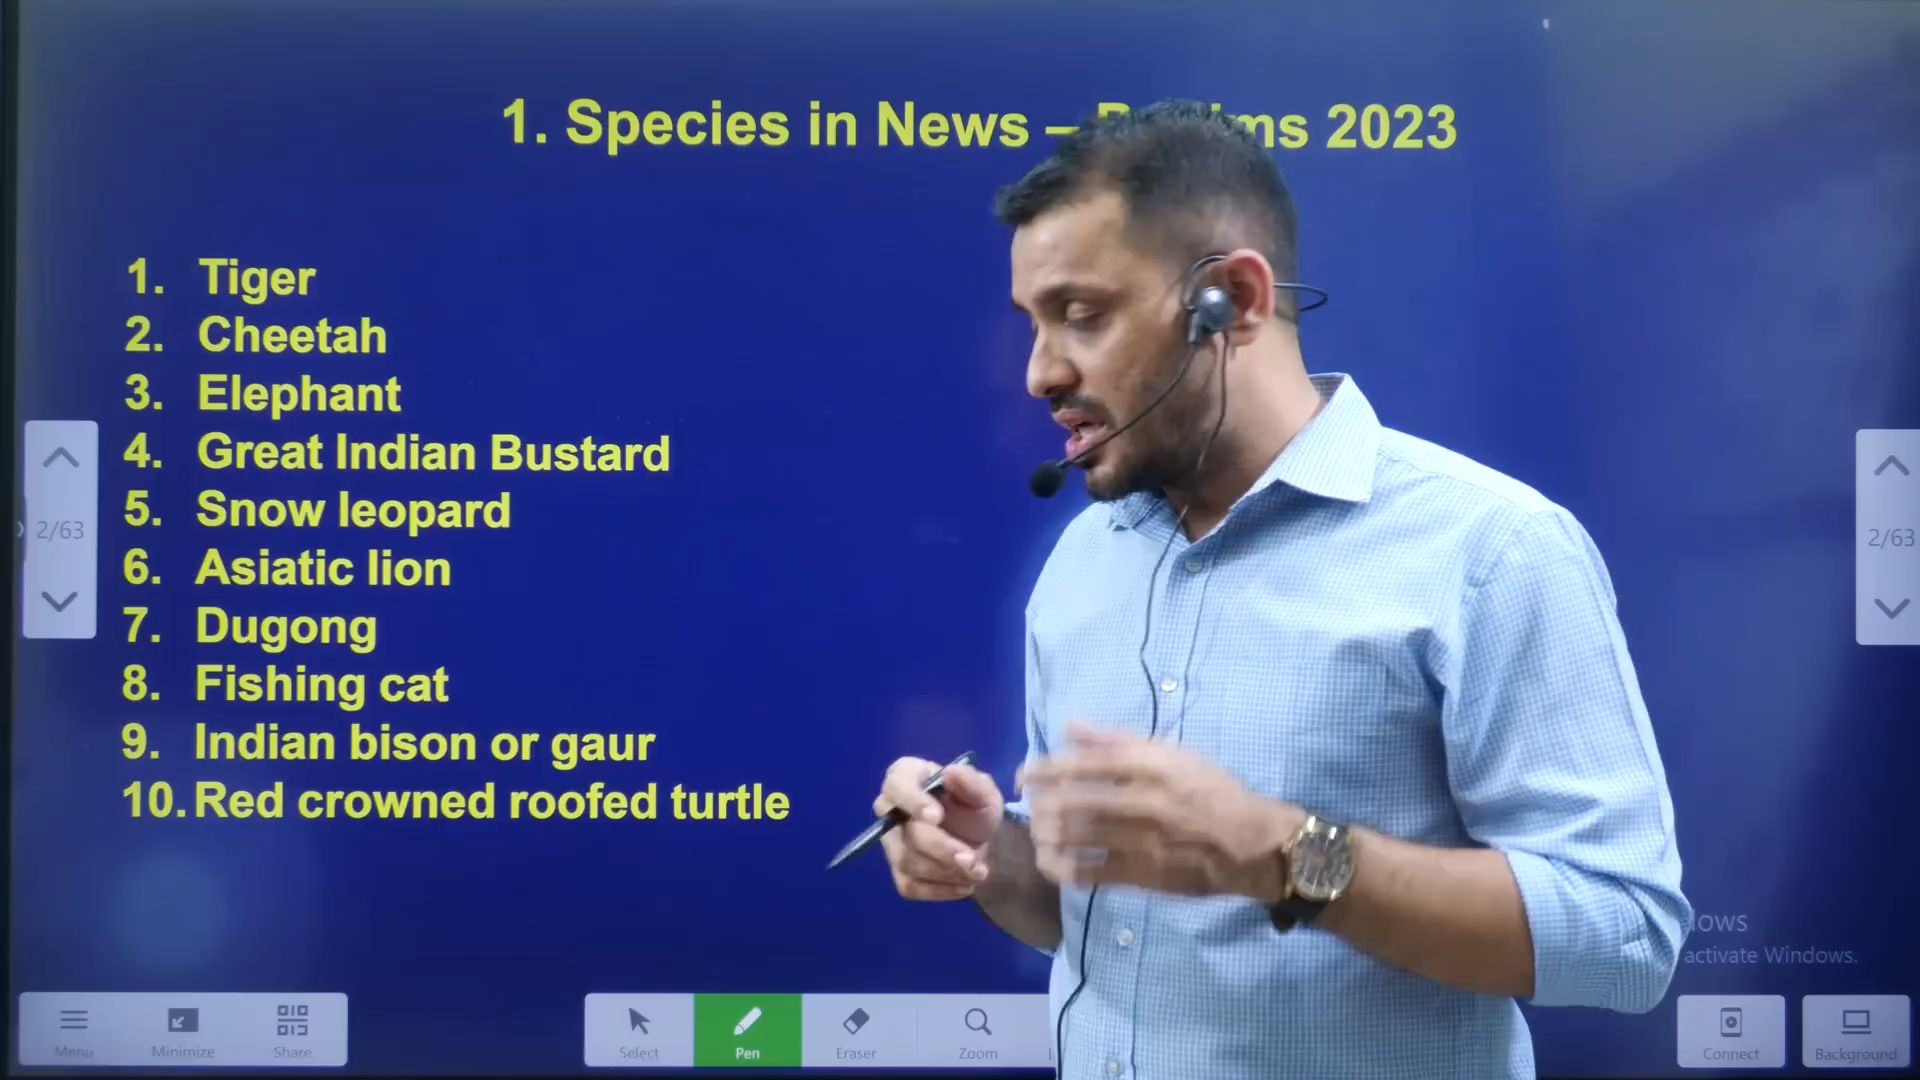 1. Species in News – 2023
1. Tiger
2. Cheetah
3. Elephant
4. Great Indian Bustard
5. Snow leopard
6. Asiatic lion
7. Dugong
8. Fishing cat
9. Indian bison or gaur
10. Red crowned roofed turtle
2/63
2/63
activate Windows.
Menu
Minimize
Share
Select
Pen
Eraser
Zoom
Connect
Background